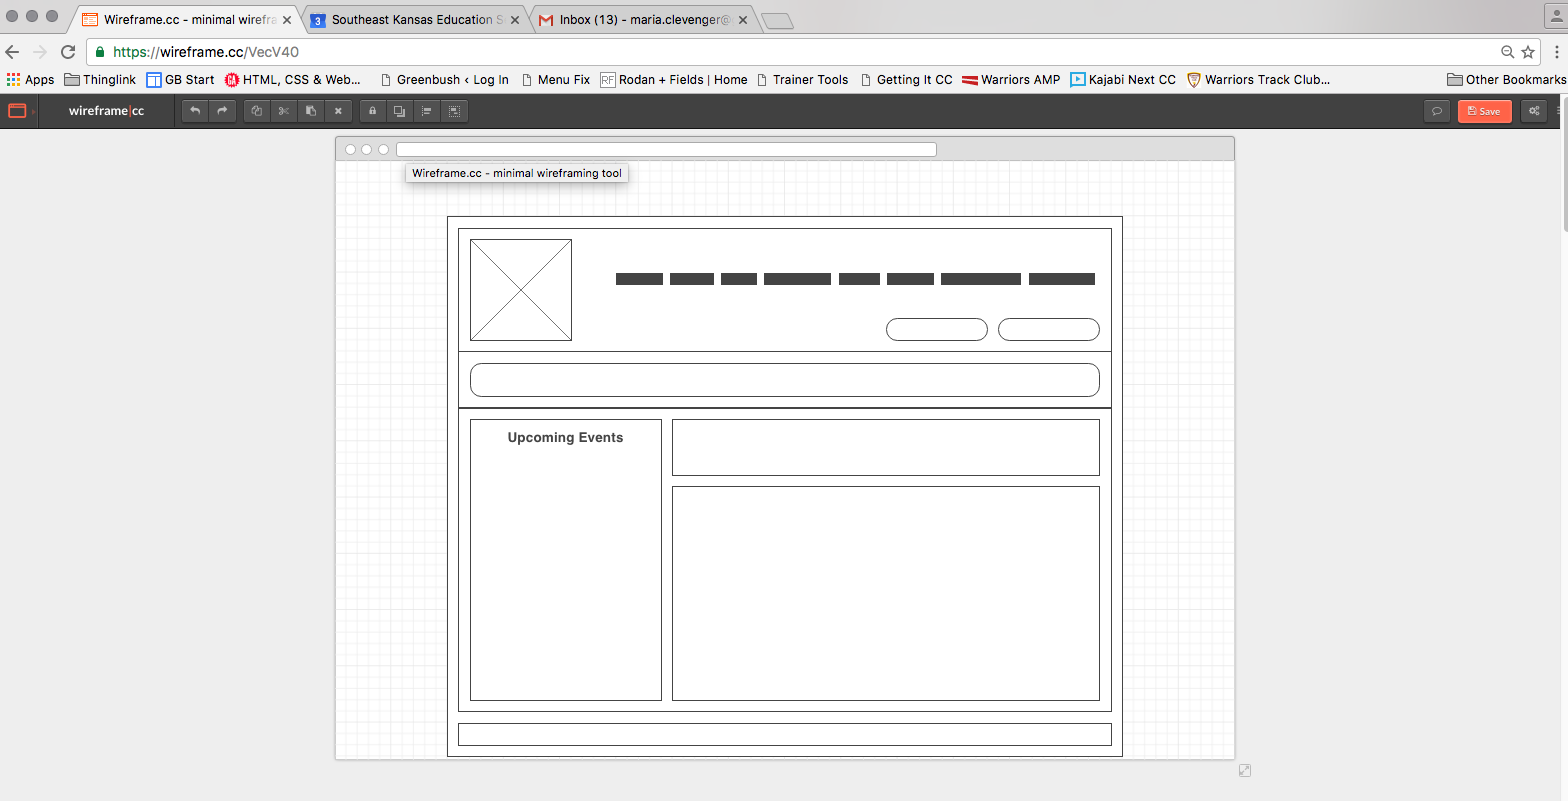 Wireframe.cc - minimal wirefra
Southeast Kansas Education S
Inbox (13) - maria.clevenger@
https://wireframe.cc/VecV40
Apps Thinglink GB Start HTML, CSS & Web... Greenbush ‹ Log In Menu Fix RF Rodan + Fields | Home Trainer Tools Getting It CC Warriors AMP Kajabi Next CC Warriors Track Club... Other Bookmarks
wireframe|cc Save
Wireframe.cc - minimal wireframing tool
Upcoming Events